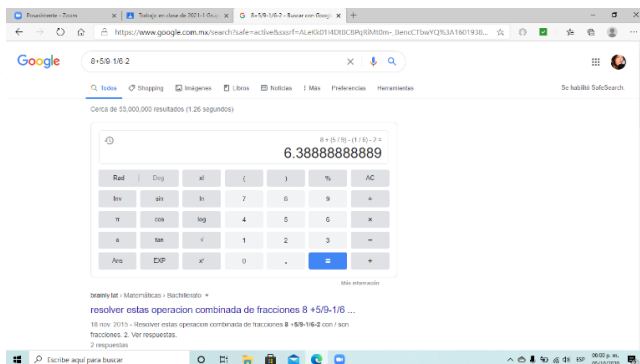 Bienvenida - Zoom
Trabajo en clase de 2021-1 Grup
8+5/9-1/6-2 - Buscar con Google
https://www.google.com.mx/search?safe=active&
Google
8+5/9-1/6-2
Todos Shopping Imágenes Libros Noticias Más Preferencias Herramientas
Se habilitó SafeSearch.
Cerca de 55,000,000 resultados (1.26 segundos)
8 + (5 / 9) - (1 / 6) - 2 =
6.38888888889
Rad Deg x! ( ) % AC
Inv sin ln 7 8 9 ÷
π cos log 4 5 6 ×
e tan √ 1 2 3 −
Ans EXP 0 . = +
Más información
brainly.lat › Matemáticas › Bachillerato
resolver estas operacion combinada de fracciones 8 +5/9-1/6 ...
18 nov. 2015 - Resolver estas operacion combinada de fracciones 8 +5/9-1/6-2 con / son
fracciones. 2. Ver respuestas.
2 respuestas
Escribe aquí para buscar
ESP